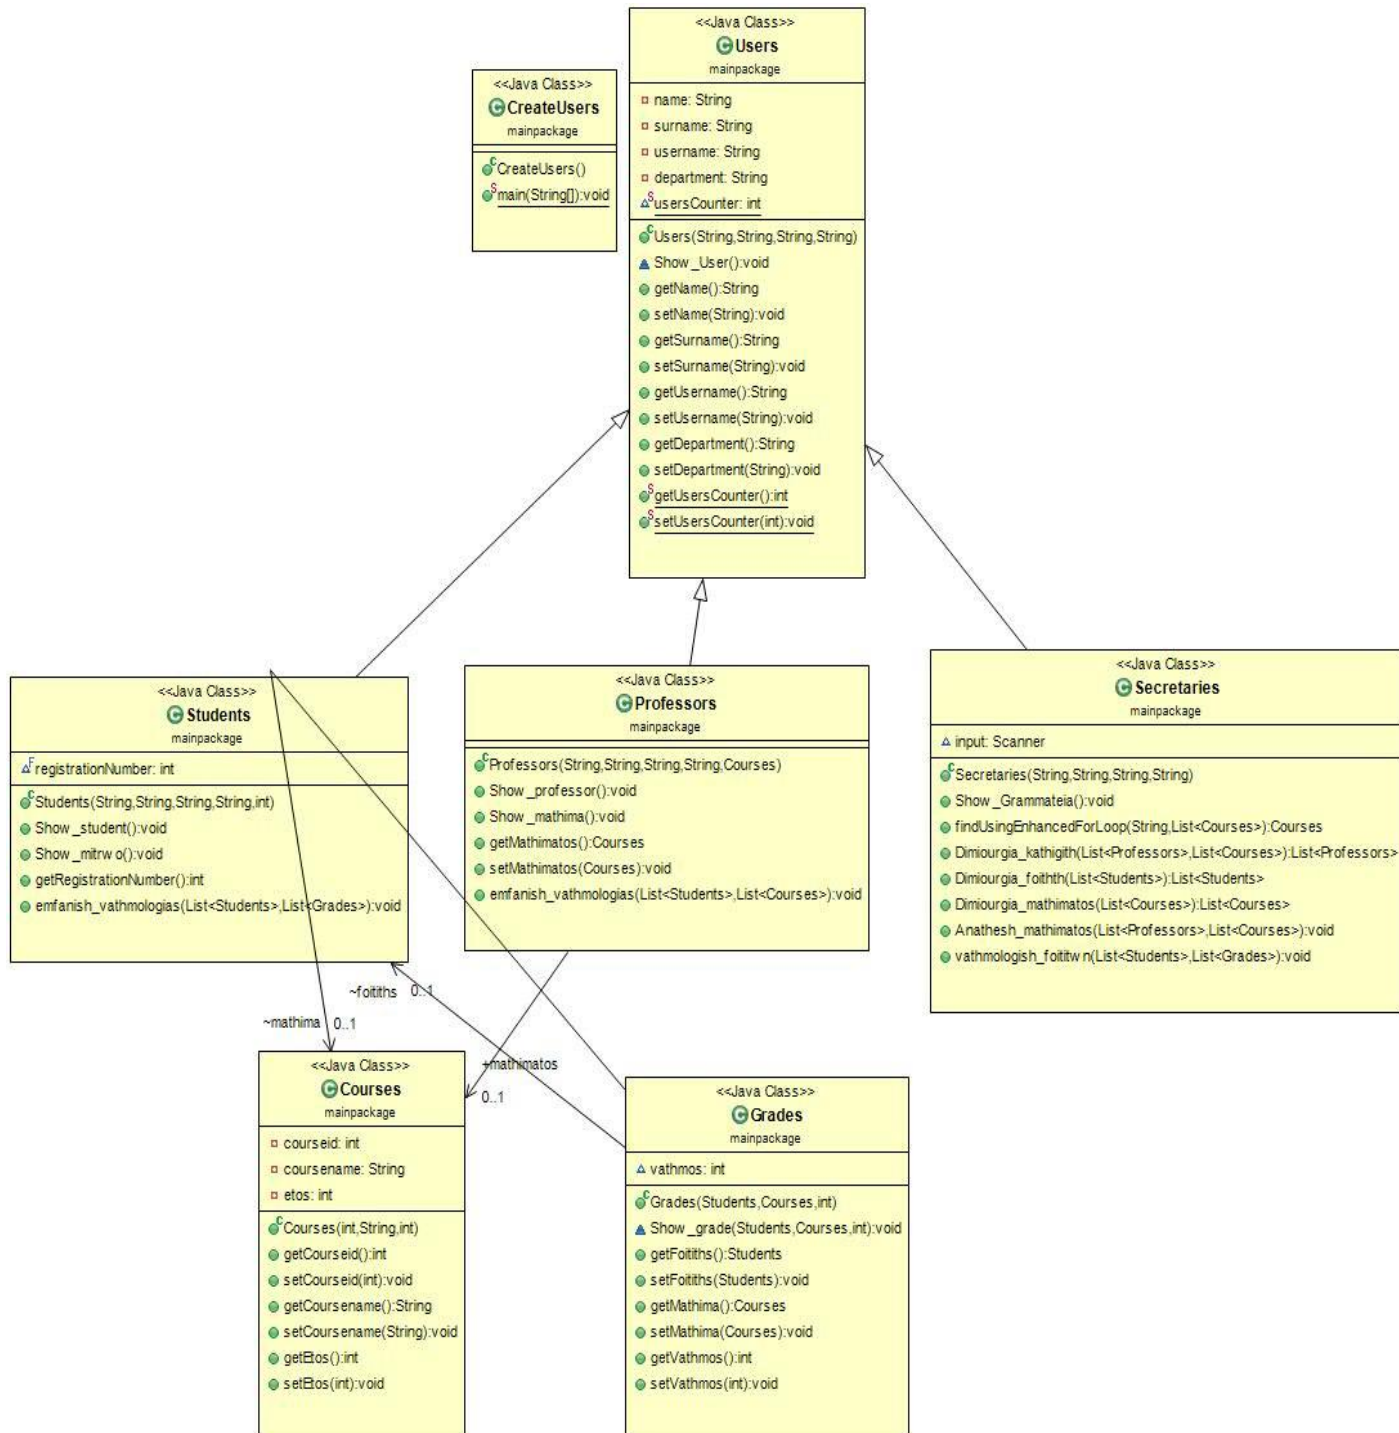 <<Java Class>>
CreateUsers
mainpackage
CreateUsers()
main(String[]):void
<<Java Class>>
Users
mainpackage
name: String
surname: String
username: String
department: String
usersCounter: int
Users(String,String,String,String)
Show_User():void
getName():String
setName(String):void
getSurname():String
setSurname(String):void
getUsername():String
setUsername(String):void
getDepartment():String
setDepartment(String):void
getUsersCounter():int
setUsersCounter(int):void
<<Java Class>>
Students
mainpackage
registrationNumber: int
Students(String,String,String,String,int)
Show_student():void
Show_mitrwo():void
getRegistrationNumber():int
emfanish_vathmologias(List<Students>,List<Grades>):void
<<Java Class>>
Professors
mainpackage
Professors(String,String,String,String,Courses)
Show_professor():void
Show_mathima():void
getMathimatos():Courses
setMathimatos(Courses):void
emfanish_vathmologias(List<Students>,List<Courses>):void
<<Java Class>>
Secretaries
mainpackage
input: Scanner
Secretaries(String,String,String,String)
Show_Grammateia():void
findUsingEnhancedForLoop(String,List<Courses>):Courses
Dimiourgia_kathigith(List<Professors>,List<Courses>):List<Professors>
Dimiourgia_foithth(List<Students>):List<Students>
Dimiourgia_mathimatos(List<Courses>):List<Courses>
Anathesh_mathimatos(List<Professors>,List<Courses>):void
vathmologish_foititwn(List<Students>,List<Grades>):void
~foitiths 0..1
~mathima 0..1
+mathimatos
0..1
<<Java Class>>
Courses
mainpackage
courseid: int
coursename: String
etos: int
Courses(int,String,int)
getCourseid():int
setCourseid(int):void
getCoursename():String
setCoursename(String):void
getEtos():int
setEtos(int):void
<<Java Class>>
Grades
mainpackage
vathmos: int
Grades(Students,Courses,int)
Show_grade(Students,Courses,int):void
getFoitiths():Students
setFoitiths(Students):void
getMathima():Courses
setMathima(Courses):void
getVathmos():int
setVathmos(int):void